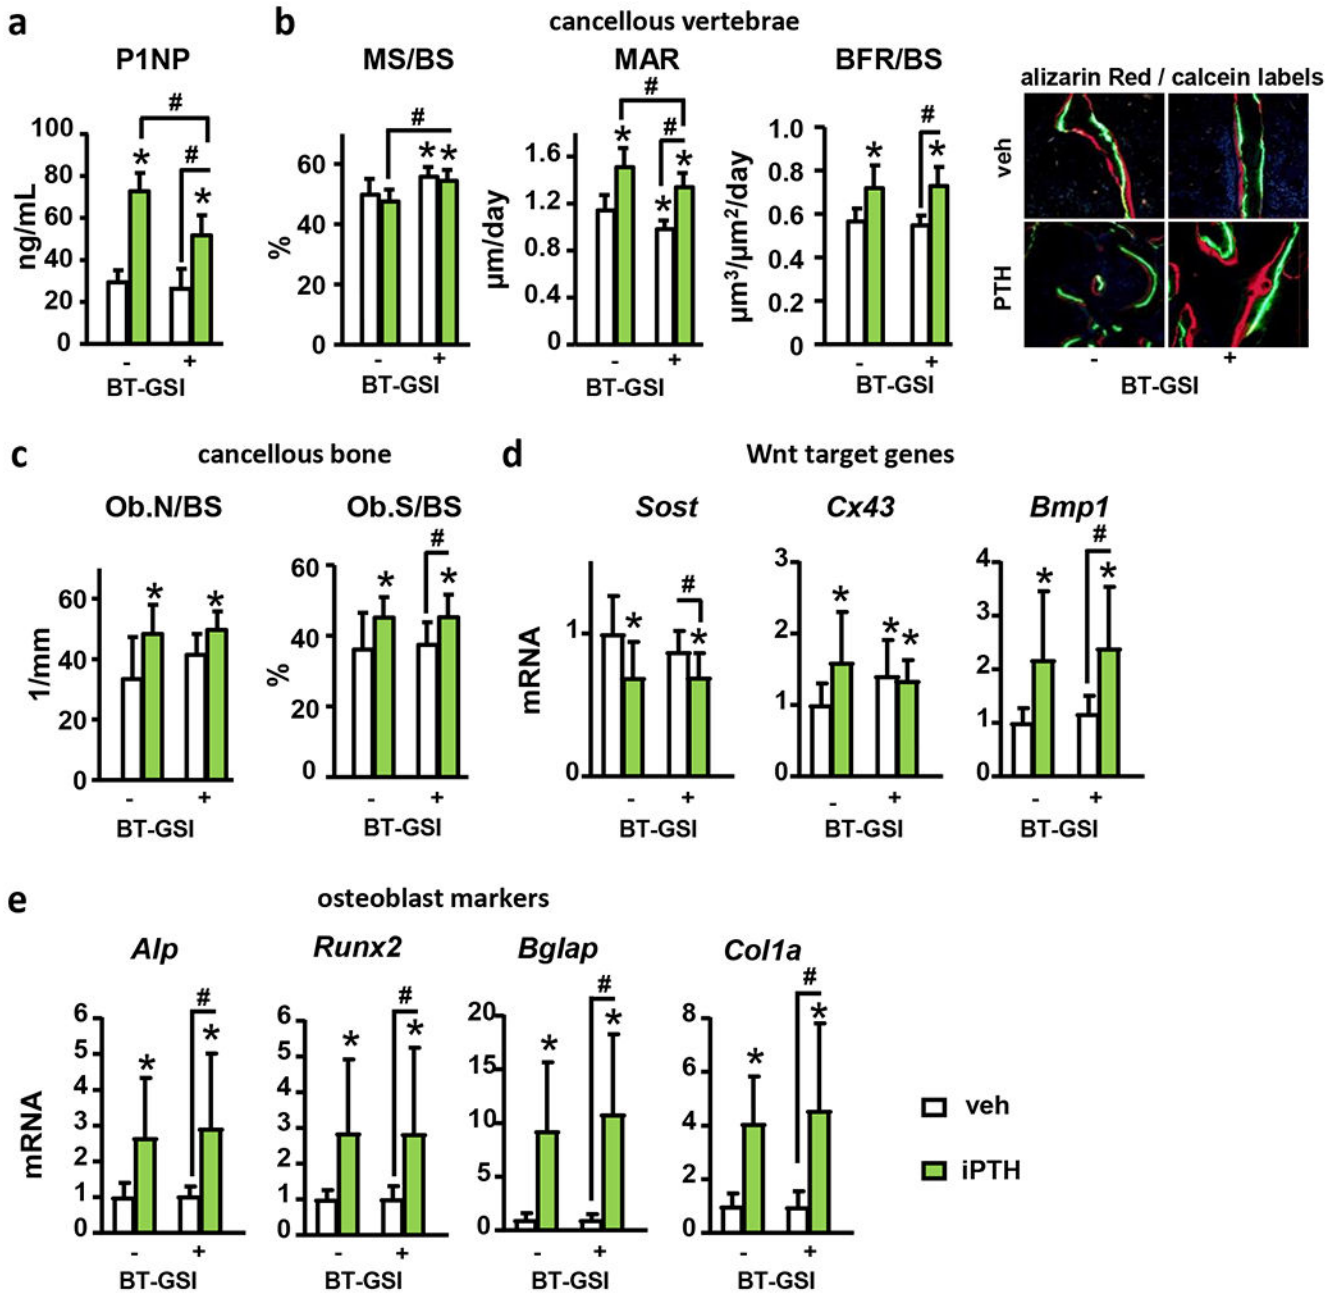 a
P1NP
ng/mL
100
80
60
40
20
0
*
*
#
#
- +
BT-GSI
b
cancellous vertebrae
MS/BS
%
60
40
20
0
* *
#
- +
BT-GSI
MAR
µm/day
1.6
1.2
0.8
0.4
0
*
*
*
#
#
- +
BT-GSI
BFR/BS
µm³/µm²/day
1.0
0.8
0.6
0.4
0.2
0
*
*
#
- +
BT-GSI
alizarin Red / calcein labels
veh
PTH
- +
BT-GSI
c
cancellous bone
Ob.N/BS
1/mm
60
40
20
0
* *
- +
BT-GSI
Ob.S/BS
%
60
40
20
0
* *
#
- +
BT-GSI
d
Wnt target genes
Sost
mRNA
1
0
* *
#
- +
BT-GSI
Cx43
3
2
1
0
* * *
- +
BT-GSI
Bmp1
4
3
2
1
0
* *
#
- +
BT-GSI
e
osteoblast markers
Alp
mRNA
6
5
4
3
2
1
0
* *
#
- +
BT-GSI
Runx2
6
5
4
3
2
1
0
* *
#
- +
BT-GSI
Bglap
20
15
10
5
0
* *
#
- +
BT-GSI
Col1a
8
6
4
2
0
* *
#
- +
BT-GSI
veh
iPTH